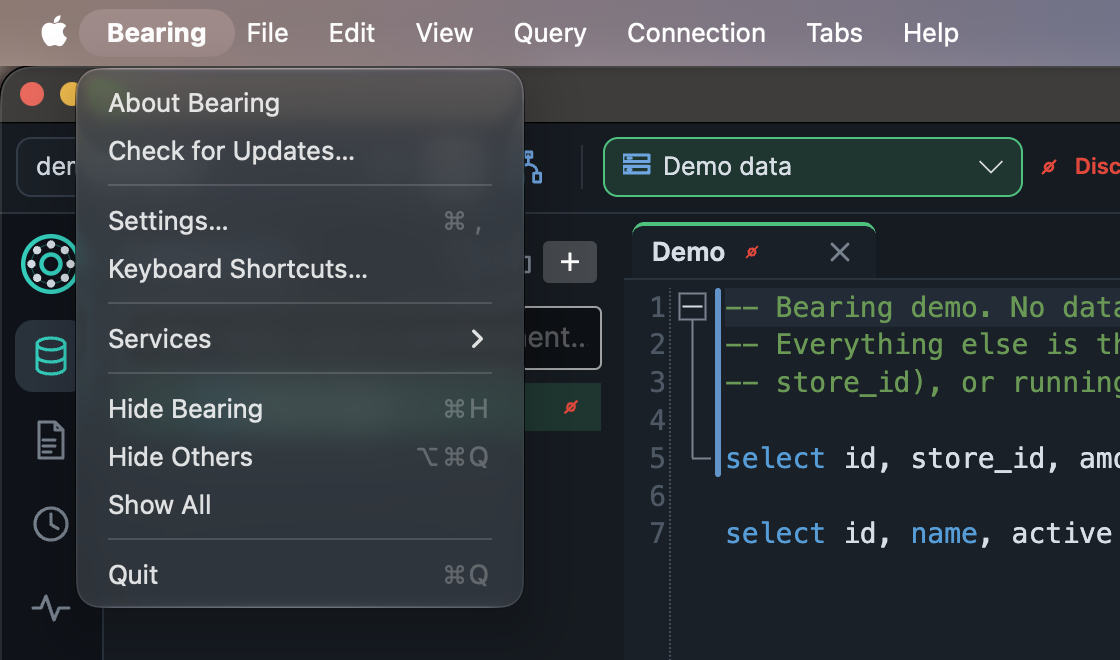 Bearing File Edit View Query Connection Tabs Help
About Bearing
Check for Updates...
Settings... ⌘ ,
Keyboard Shortcuts...
Services
Hide Bearing ⌘H
Hide Others ⌥⌘Q
Show All
Quit ⌘Q
Demo data
Demo
+
1 -- Bearing demo. No data
2 -- Everything else is
3 -- store_id), or running
4
5 select id, store_id,
6
7 select id, name, active